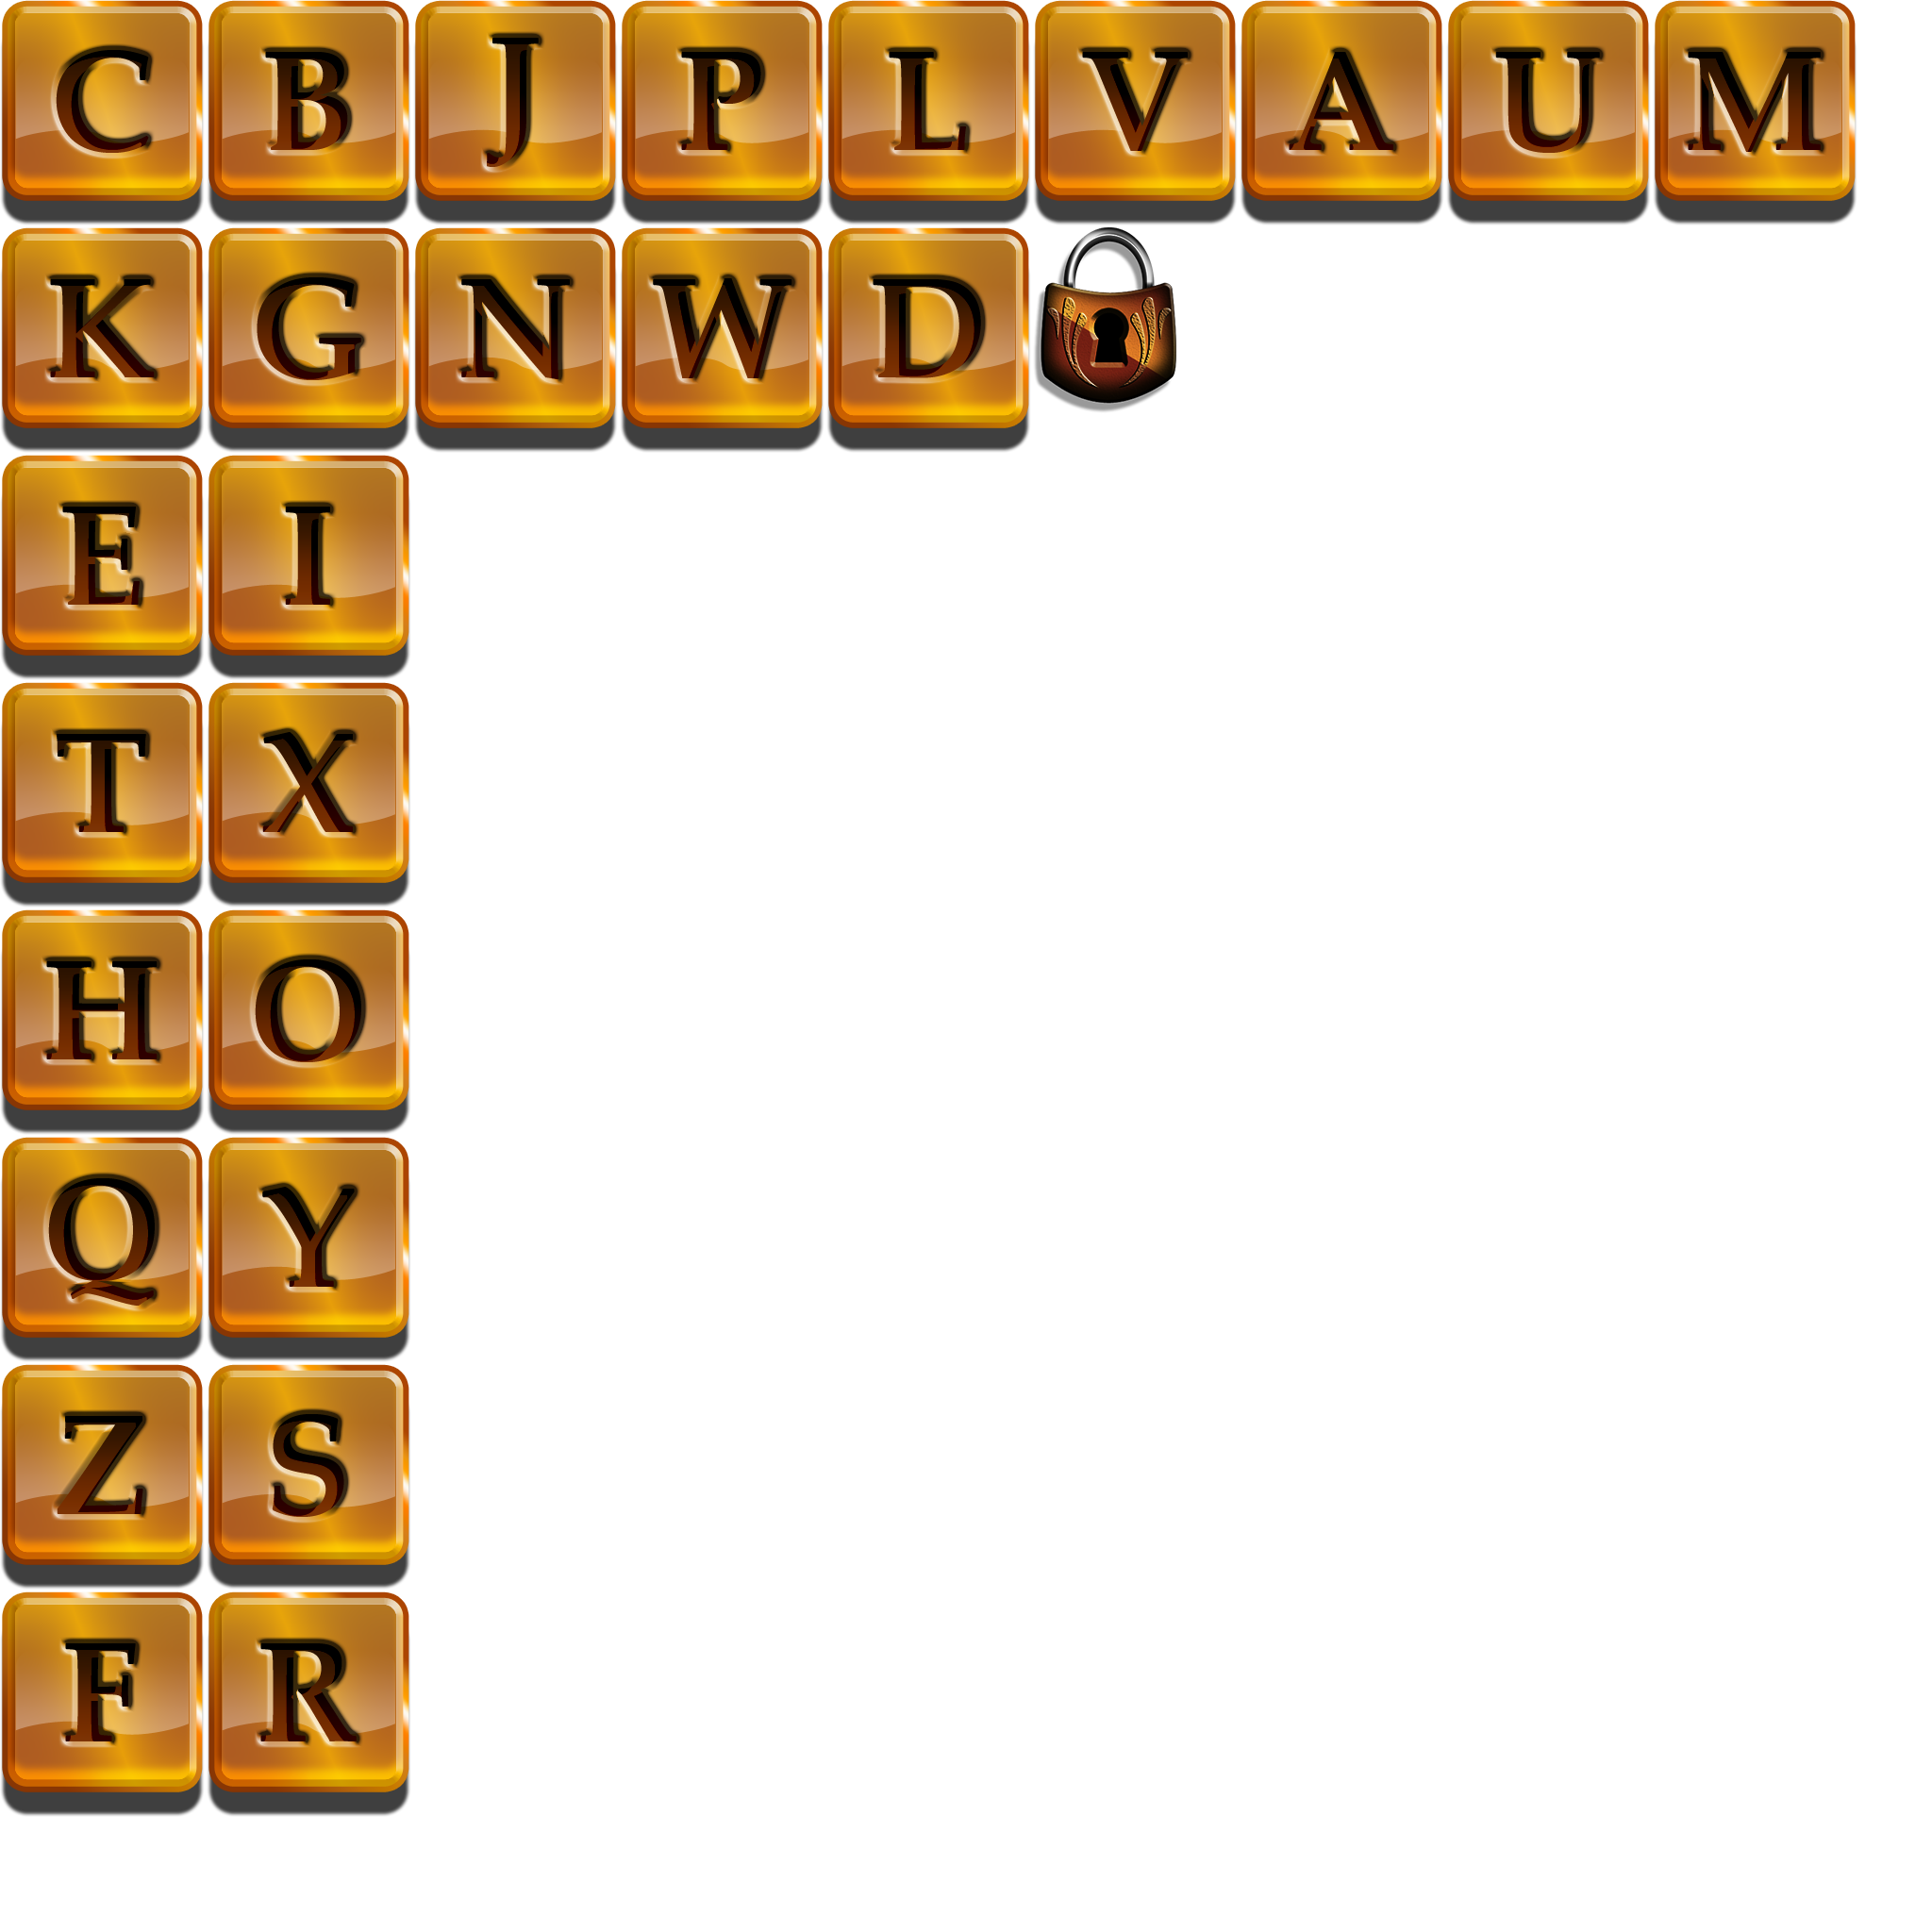 C B J P L V A U M
K G N W D
E I
T X
H O
Q Y
Z S
F R